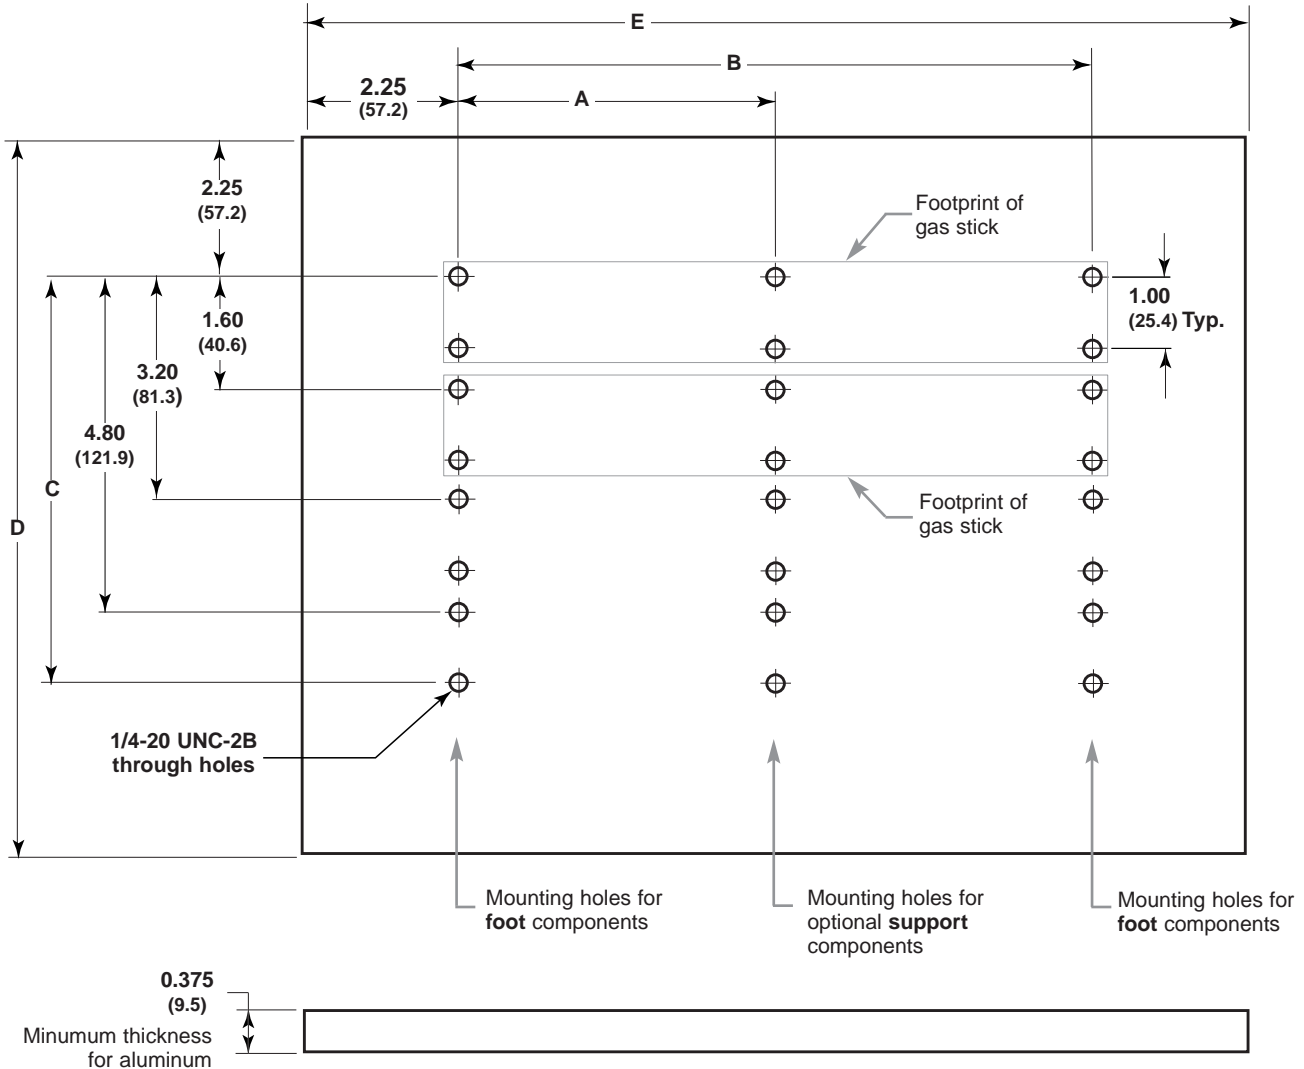 E
B
2.25
(57.2)
A
2.25
(57.2)
Footprint of
gas stick
1.00
(25.4) Typ.
1.60
(40.6)
3.20
(81.3)
4.80
(121.9)
C
D
Footprint of
gas stick
1/4-20 UNC-2B
through holes
Mounting holes for
foot components
Mounting holes for
optional support
components
Mounting holes for
foot components
0.375
(9.5)
Minumum thickness
for aluminum